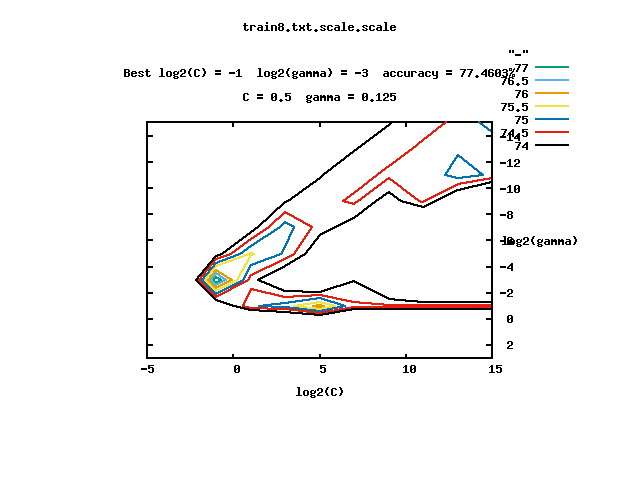 train8.txt.scale.scale
"-"
Best log2(C) = -1  log2(gamma) = -3  accuracy = 77.4603%
77
76.5
C = 0.5  gamma = 0.125
76
75.5
75
74.5
74
-14
-12
-10
-8
-6
log2(gamma)
-4
-2
0
2
-5 0 5 10 15
log2(C)